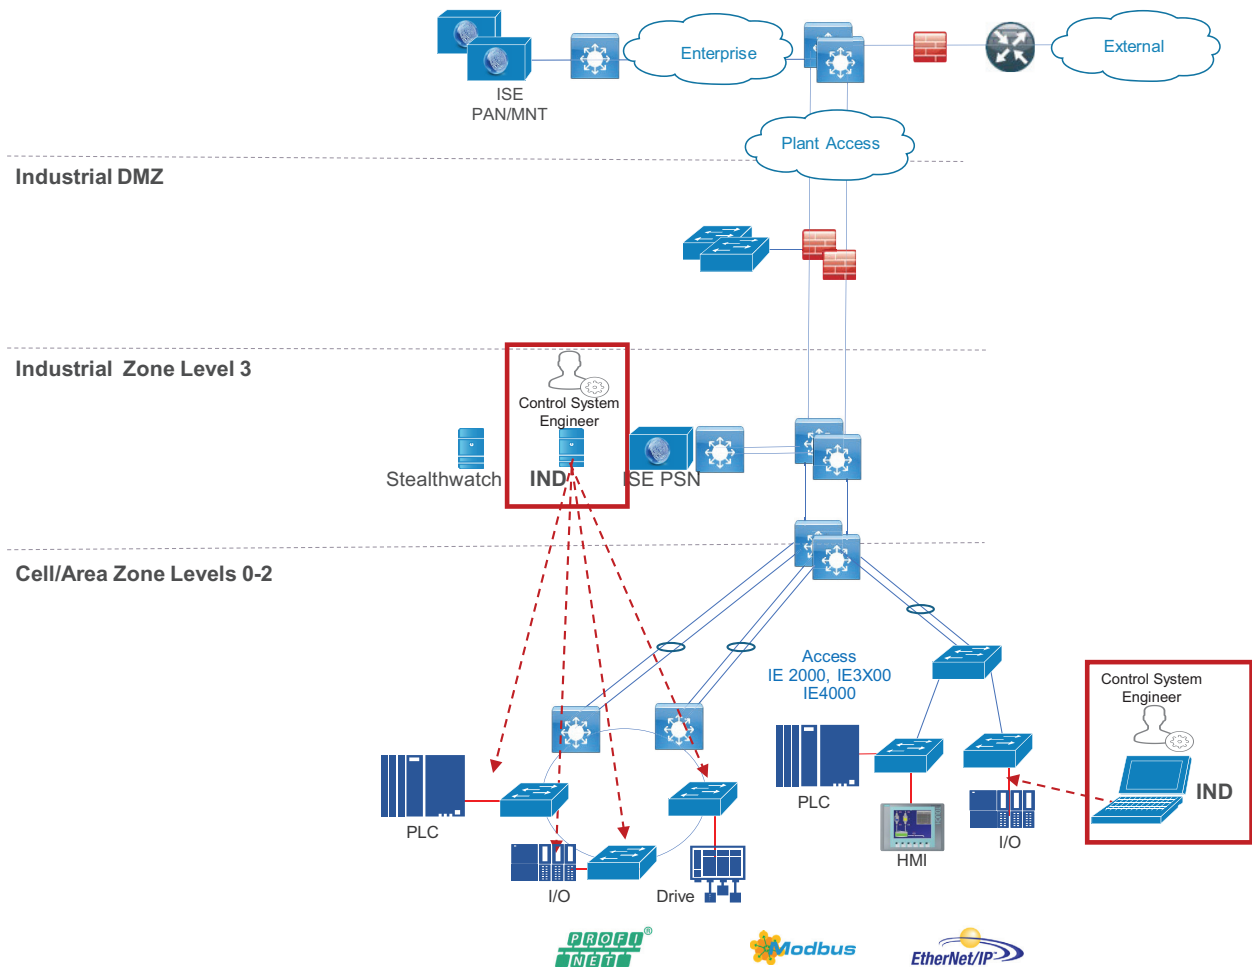 Enterprise
External
ISE
PAN/MNT
Plant Access
Industrial DMZ
Industrial Zone Level 3
Control System
Engineer
Stealthwatch
IND
ISE PSN
Cell/Area Zone Levels 0-2
Access
IE 2000, IE3X00
IE4000
Control System
Engineer
IND
PLC
PLC
HMI
I/O
I/O
Drive
PROFI
NET®
Modbus
EtherNet/IP